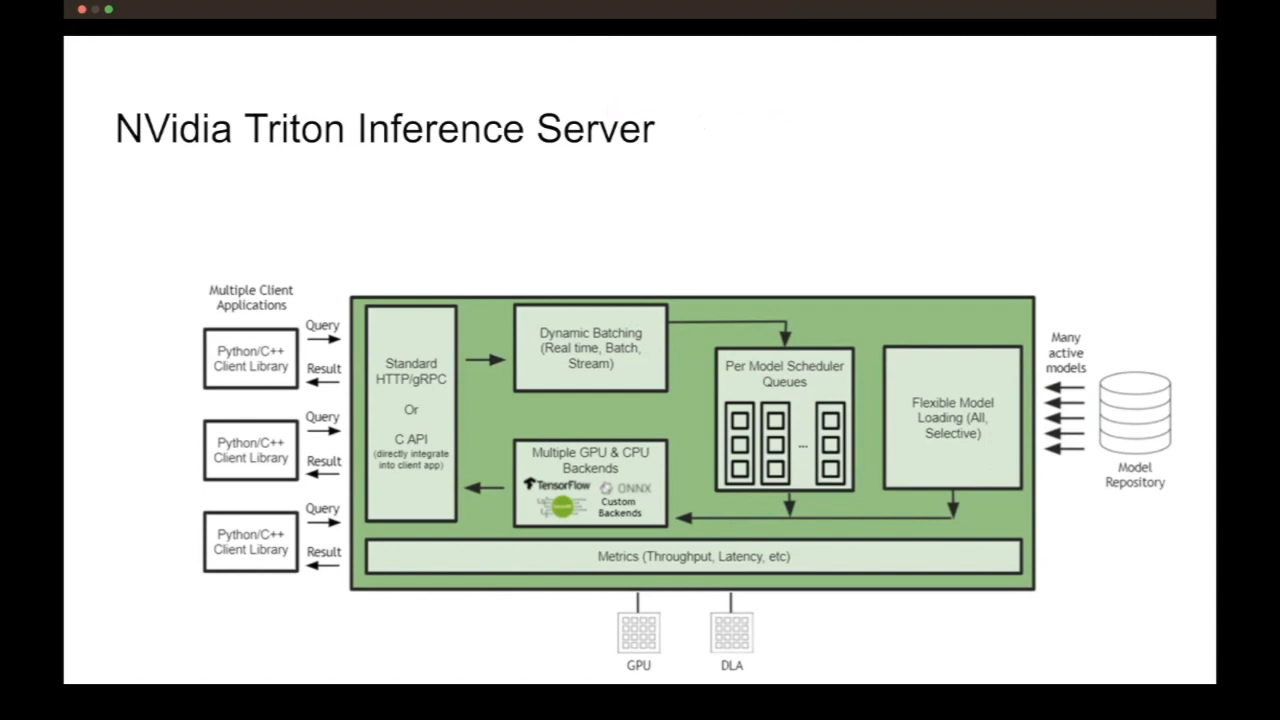 NVidia Triton Inference Server
Multiple Client
Applications
Python/C++
Client Library
Query
Result
Python/C++
Client Library
Query
Result
Python/C++
Client Library
Query
Result
Standard
HTTP/gRPC
Or
C API
(directly integrate
into client app)
Dynamic Batching
(Real time, Batch,
Stream)
Multiple GPU & CPU
Backends
TensorFlow
ONNX
Custom
Backends
Per Model Scheduler
Queues
...
Flexible Model
Loading (All,
Selective)
Metrics (Throughput, Latency, etc)
Many
active
models
Model
Repository
GPU
DLA